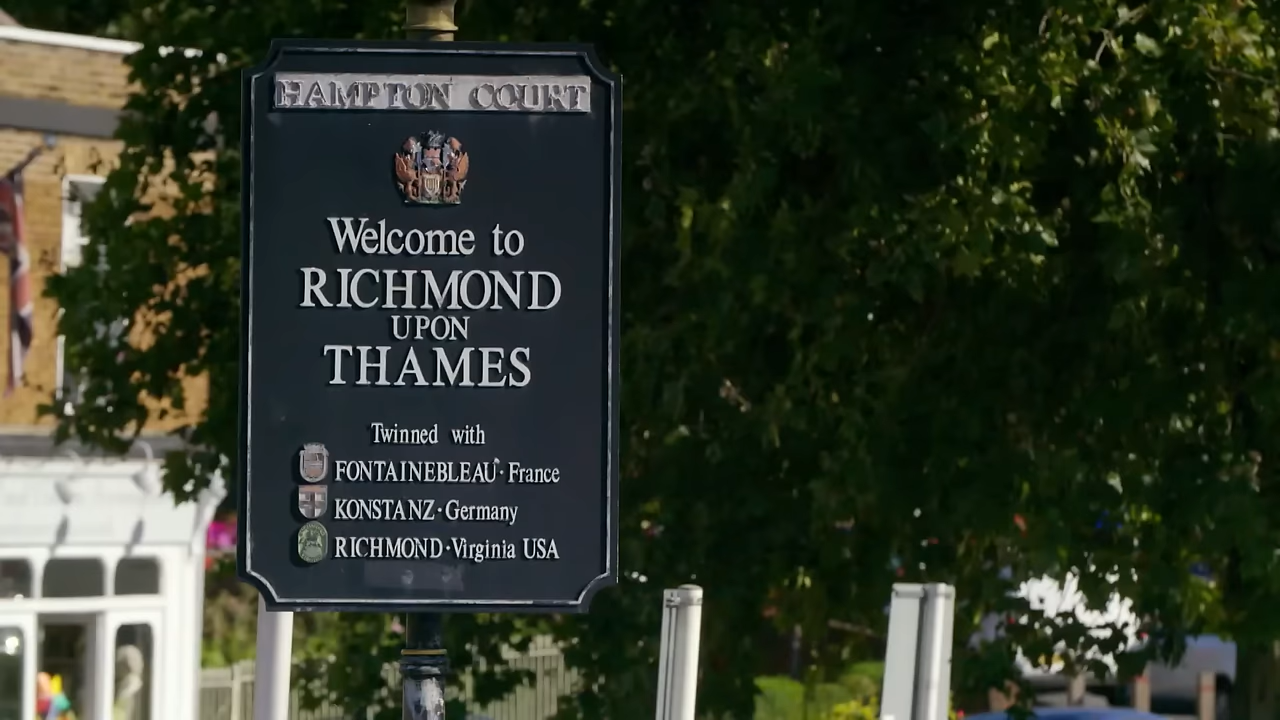 HAMPTON COURT
Welcome to
RICHMOND
UPON
THAMES
Twinned with
FONTAINEBLEAU · France
KONSTANZ · Germany
RICHMOND · Virginia USA